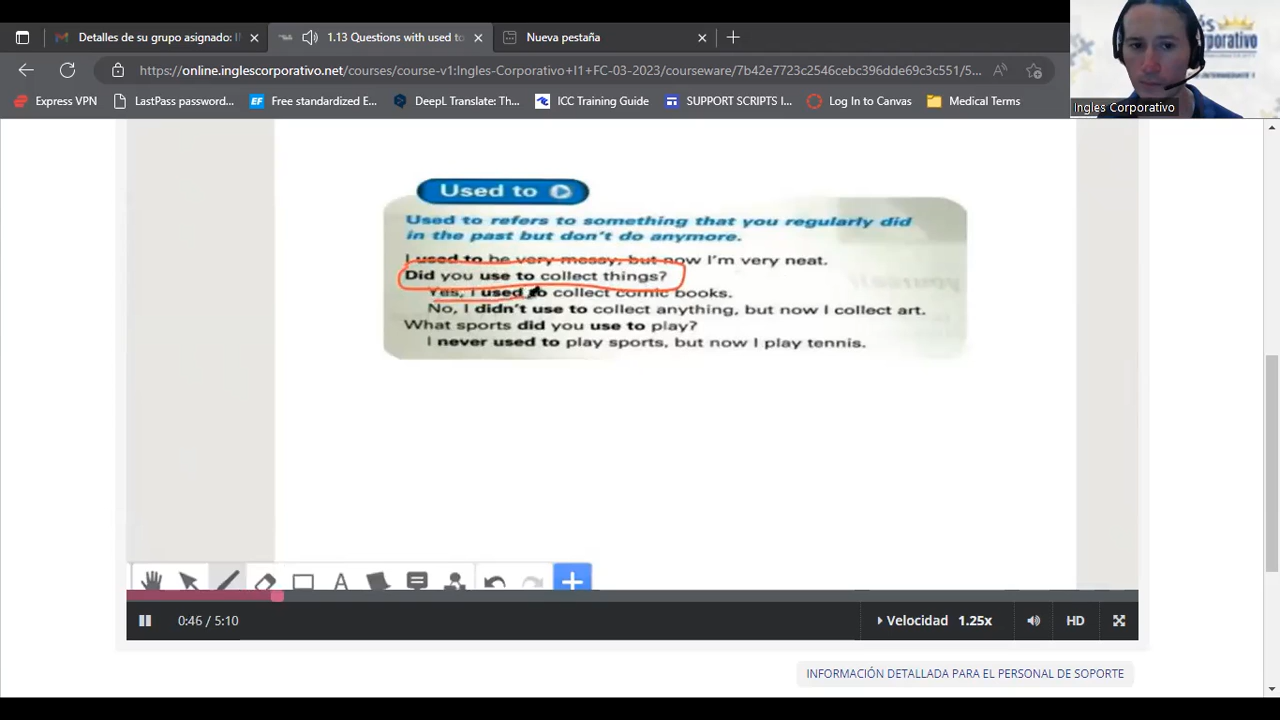 Detalles de su grupo asignado: I
1.13 Questions with used to
Nueva pestaña
https://online.inglescorporativo.net/courses/course-v1:Ingles-Corporativo+I1+FC-03-2023/courseware/7b42e7723c2546cebc396dde69c3c551/5...
Express VPN
LastPass password...
EF Free standardized E...
DeepL Translate: Th...
ICC Training Guide
SUPPORT SCRIPTS I...
Log In to Canvas
Medical Terms
Ingles Corporativo
Used to
Used to refers to something that you regularly did
in the past but don't do anymore.
I used to be very messy, but now I'm very neat.
Did you use to collect things?
Yes, I used to collect comic books.
No, I didn't use to collect anything, but now I collect art.
What sports did you use to play?
I never used to play sports, but now I play tennis.
A
0:46 / 5:10
Velocidad 1.25x
HD
INFORMACIÓN DETALLADA PARA EL PERSONAL DE SOPORTE